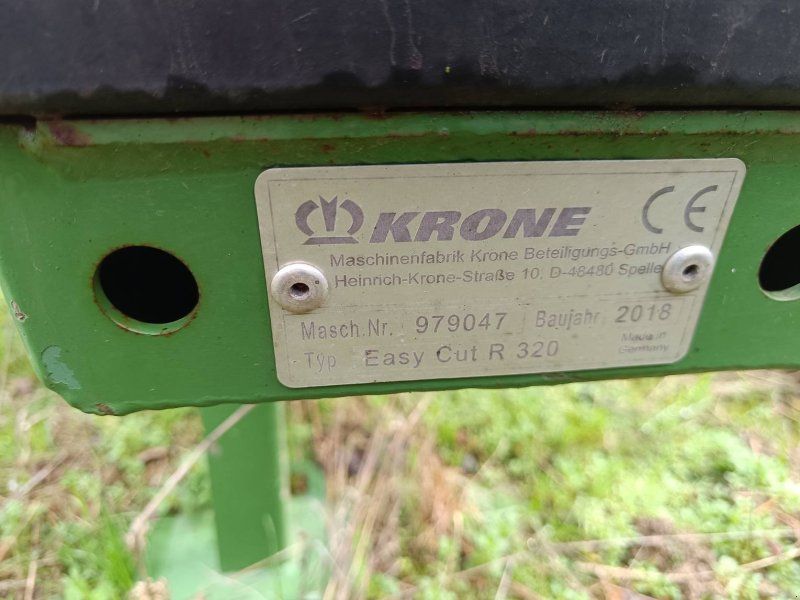 KRONE CE
Maschinenfabrik Krone Beteiligungs-GmbH
Heinrich-Krone-Straße 10, D-48480 Spelle
Masch.Nr. 979047 Baujahr 2018
Typ Easy Cut R 320 Made in
Germany